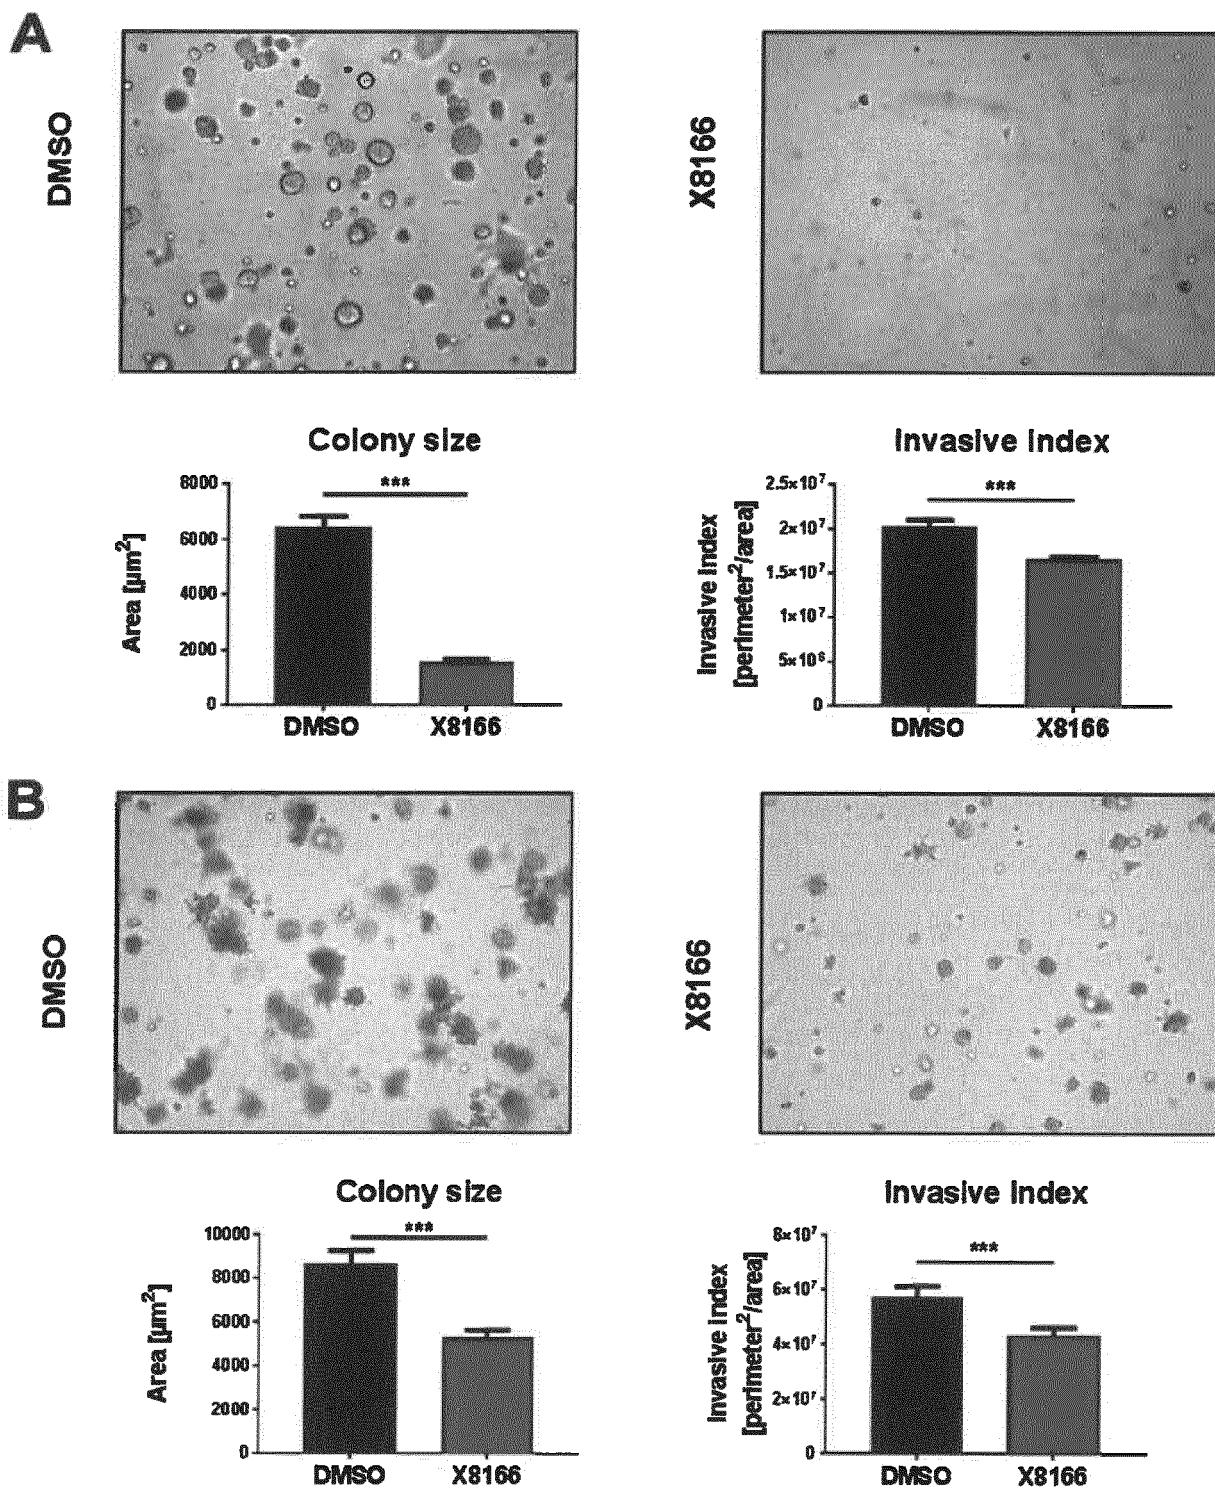 A
DMSO
X8166
Colony size
Invasive Index
8000
6000
4000
2000
0
Area [µm²]
***
DMSO
X8166
2.5×10⁷
2×10⁷
1.5×10⁷
1×10⁷
5×10⁶
0
Invasive Index
[perimeter²/area]
***
DMSO
X8166
B
DMSO
X8166
Colony size
Invasive Index
10000
8000
6000
4000
2000
0
Area [µm²]
***
DMSO
X8166
8×10⁷
6×10⁷
4×10⁷
2×10⁷
0
Invasive Index
[perimeter²/area]
***
DMSO
X8166